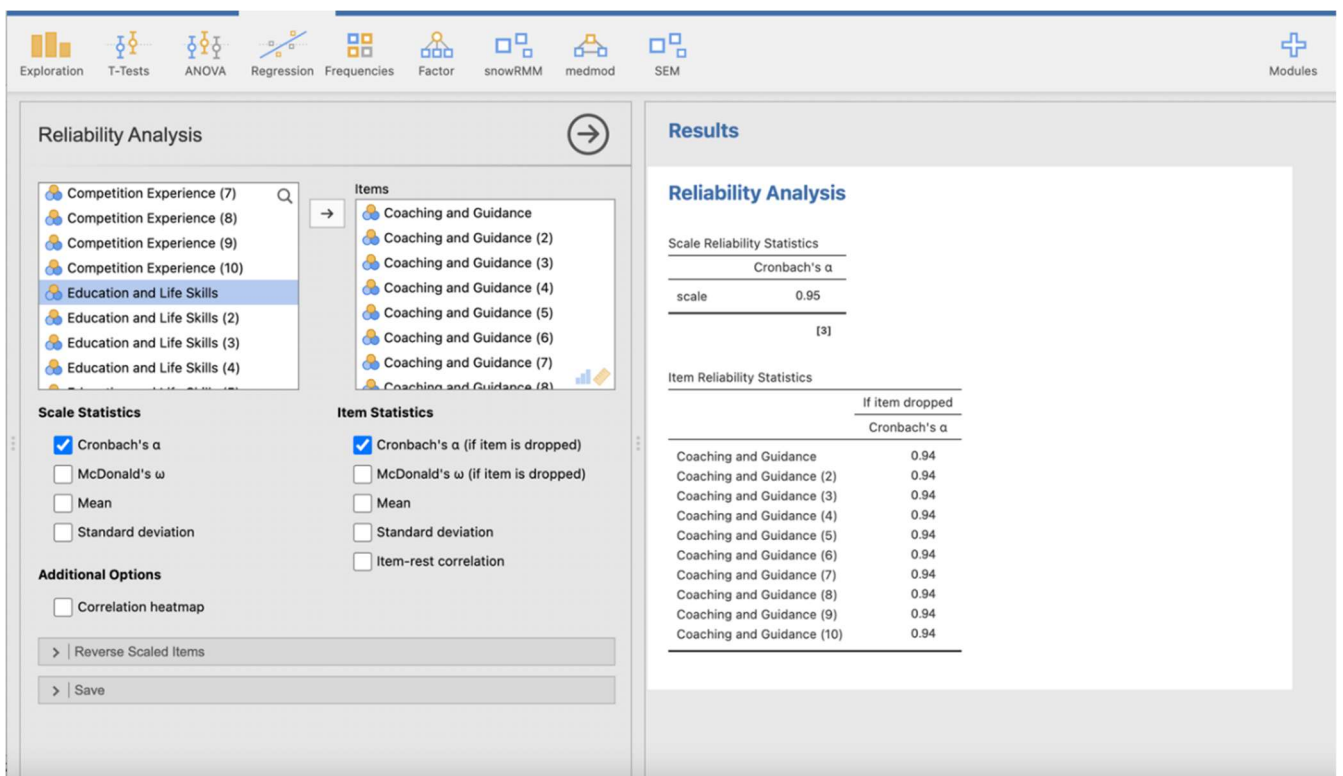 Exploration T-Tests ANOVA Regression Frequencies Factor snowRMM medmod SEM Modules
Reliability Analysis
Competition Experience (7)
Competition Experience (8)
Competition Experience (9)
Competition Experience (10)
Education and Life Skills
Education and Life Skills (2)
Education and Life Skills (3)
Education and Life Skills (4)
Items
Coaching and Guidance
Coaching and Guidance (2)
Coaching and Guidance (3)
Coaching and Guidance (4)
Coaching and Guidance (5)
Coaching and Guidance (6)
Coaching and Guidance (7)
Coaching and Guidance (8)
Scale Statistics
Cronbach's α
McDonald's ω
Mean
Standard deviation
Item Statistics
Cronbach's α (if item is dropped)
McDonald's ω (if item is dropped)
Mean
Standard deviation
Item-rest correlation
Additional Options
Correlation heatmap
Reverse Scaled Items
Save
Results
Reliability Analysis
Scale Reliability Statistics
Cronbach's α
scale 0.95
[3]
Item Reliability Statistics
If item dropped
Cronbach's α
Coaching and Guidance 0.94
Coaching and Guidance (2) 0.94
Coaching and Guidance (3) 0.94
Coaching and Guidance (4) 0.94
Coaching and Guidance (5) 0.94
Coaching and Guidance (6) 0.94
Coaching and Guidance (7) 0.94
Coaching and Guidance (8) 0.94
Coaching and Guidance (9) 0.94
Coaching and Guidance (10) 0.94